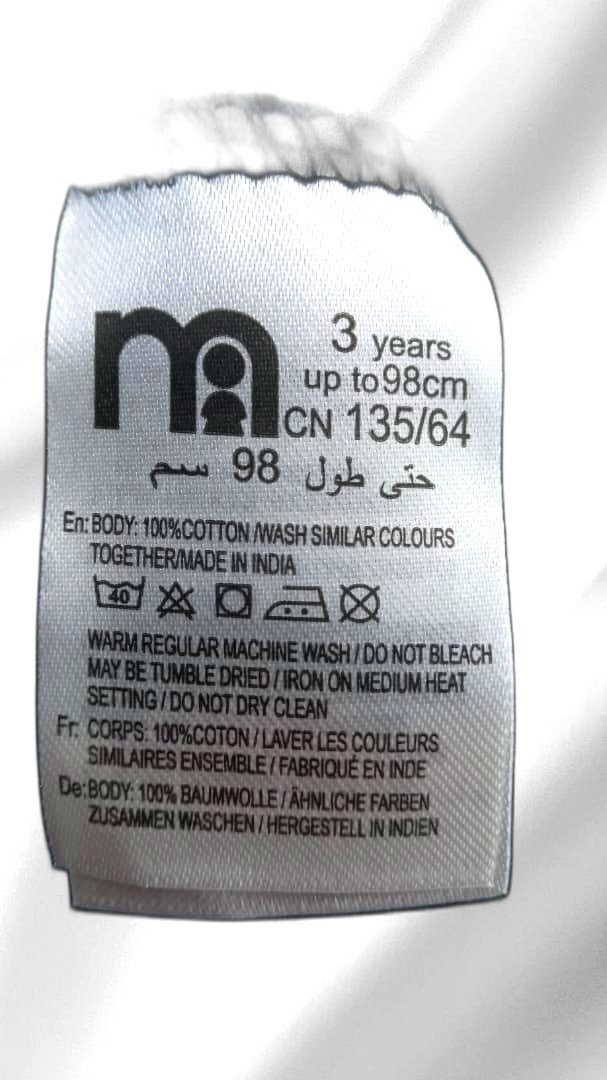 3 years
up to98cm
CN 135/64
حتى طول 98 سم
En: BODY: 100%COTTON /WASH SIMILAR COLOURS
TOGETHER/MADE IN INDIA
40
WARM REGULAR MACHINE WASH / DO NOT BLEACH
MAY BE TUMBLE DRIED / IRON ON MEDIUM HEAT
SETTING / DO NOT DRY CLEAN
Fr: CORPS: 100%COTON / LAVER LES COULEURS
SIMILAIRES ENSEMBLE / FABRIQUÉ EN INDE
De: BODY: 100% BAUMWOLLE / ÄHNLICHE FARBEN
ZUSAMMEN WASCHEN / HERGESTELL IN INDIEN